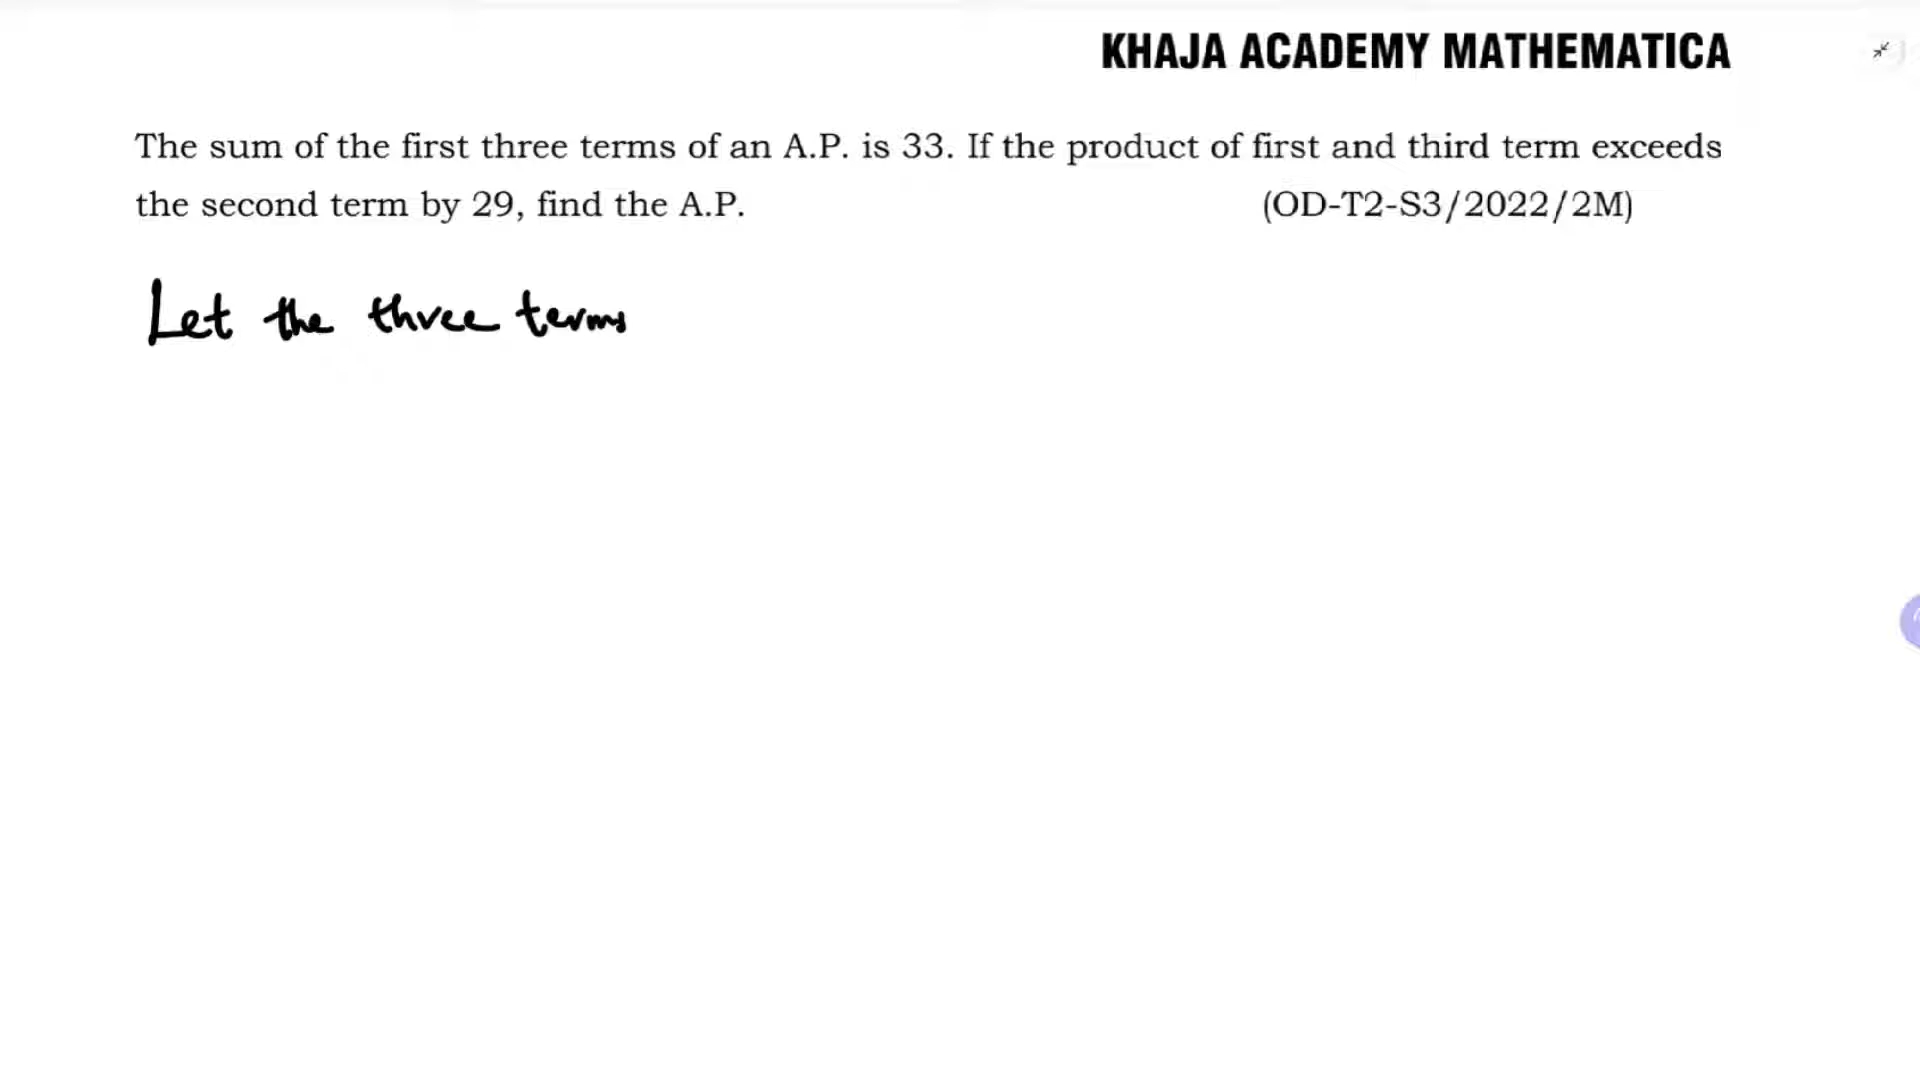 KHAJA ACADEMY MATHEMATICA
The sum of the first three terms of an A.P. is 33. If the product of first and third term exceeds
the second term by 29, find the A.P. (OD-T2-S3/2022/2M)
Let the three terms